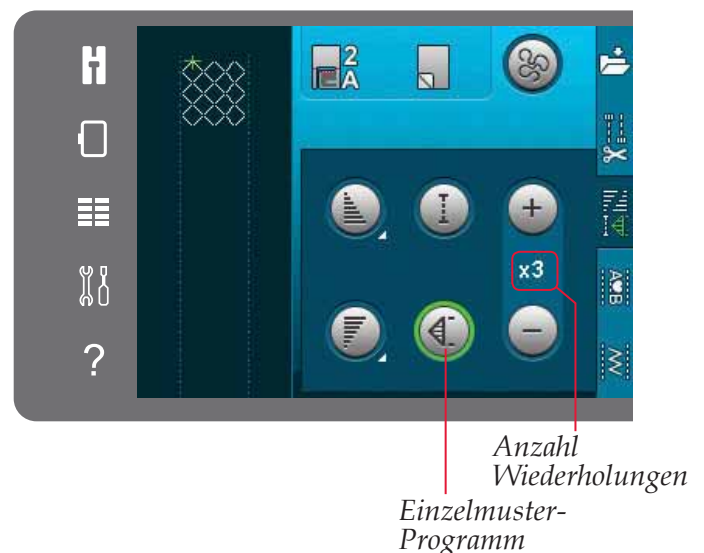 2
A
x3
A♥B
?
Anzahl
Wiederholungen
Einzelmuster-
Programm